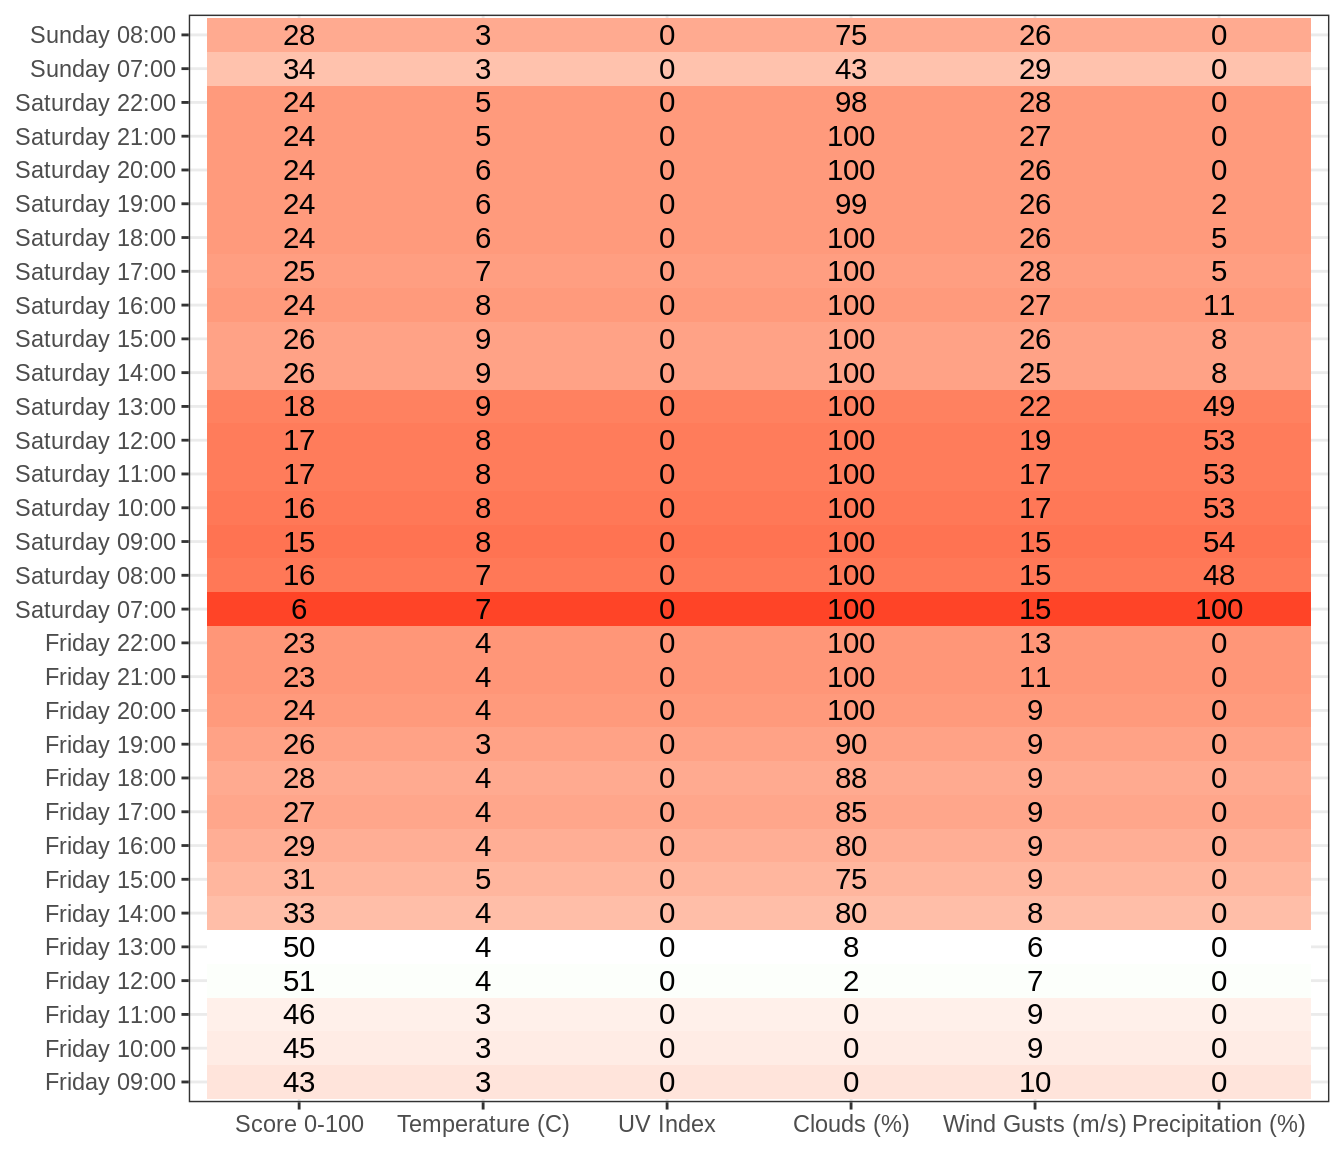 Sunday 08:00 28 3 0 75 26 0
Sunday 07:00 34 3 0 43 29 0
Saturday 22:00 24 5 0 98 28 0
Saturday 21:00 24 5 0 100 27 0
Saturday 20:00 24 6 0 100 26 0
Saturday 19:00 24 6 0 99 26 2
Saturday 18:00 24 6 0 100 26 5
Saturday 17:00 25 7 0 100 28 5
Saturday 16:00 24 8 0 100 27 11
Saturday 15:00 26 9 0 100 26 8
Saturday 14:00 26 9 0 100 25 8
Saturday 13:00 18 9 0 100 22 49
Saturday 12:00 17 8 0 100 19 53
Saturday 11:00 17 8 0 100 17 53
Saturday 10:00 16 8 0 100 17 53
Saturday 09:00 15 8 0 100 15 54
Saturday 08:00 16 7 0 100 15 48
Saturday 07:00 6 7 0 100 15 100
Friday 22:00 23 4 0 100 13 0
Friday 21:00 23 4 0 100 11 0
Friday 20:00 24 4 0 100 9 0
Friday 19:00 26 3 0 90 9 0
Friday 18:00 28 4 0 88 9 0
Friday 17:00 27 4 0 85 9 0
Friday 16:00 29 4 0 80 9 0
Friday 15:00 31 5 0 75 9 0
Friday 14:00 33 4 0 80 8 0
Friday 13:00 50 4 0 8 6 0
Friday 12:00 51 4 0 2 7 0
Friday 11:00 46 3 0 0 9 0
Friday 10:00 45 3 0 0 9 0
Friday 09:00 43 3 0 0 10 0
Score 0-100 Temperature (C) UV Index Clouds (%) Wind Gusts (m/s) Precipitation (%)